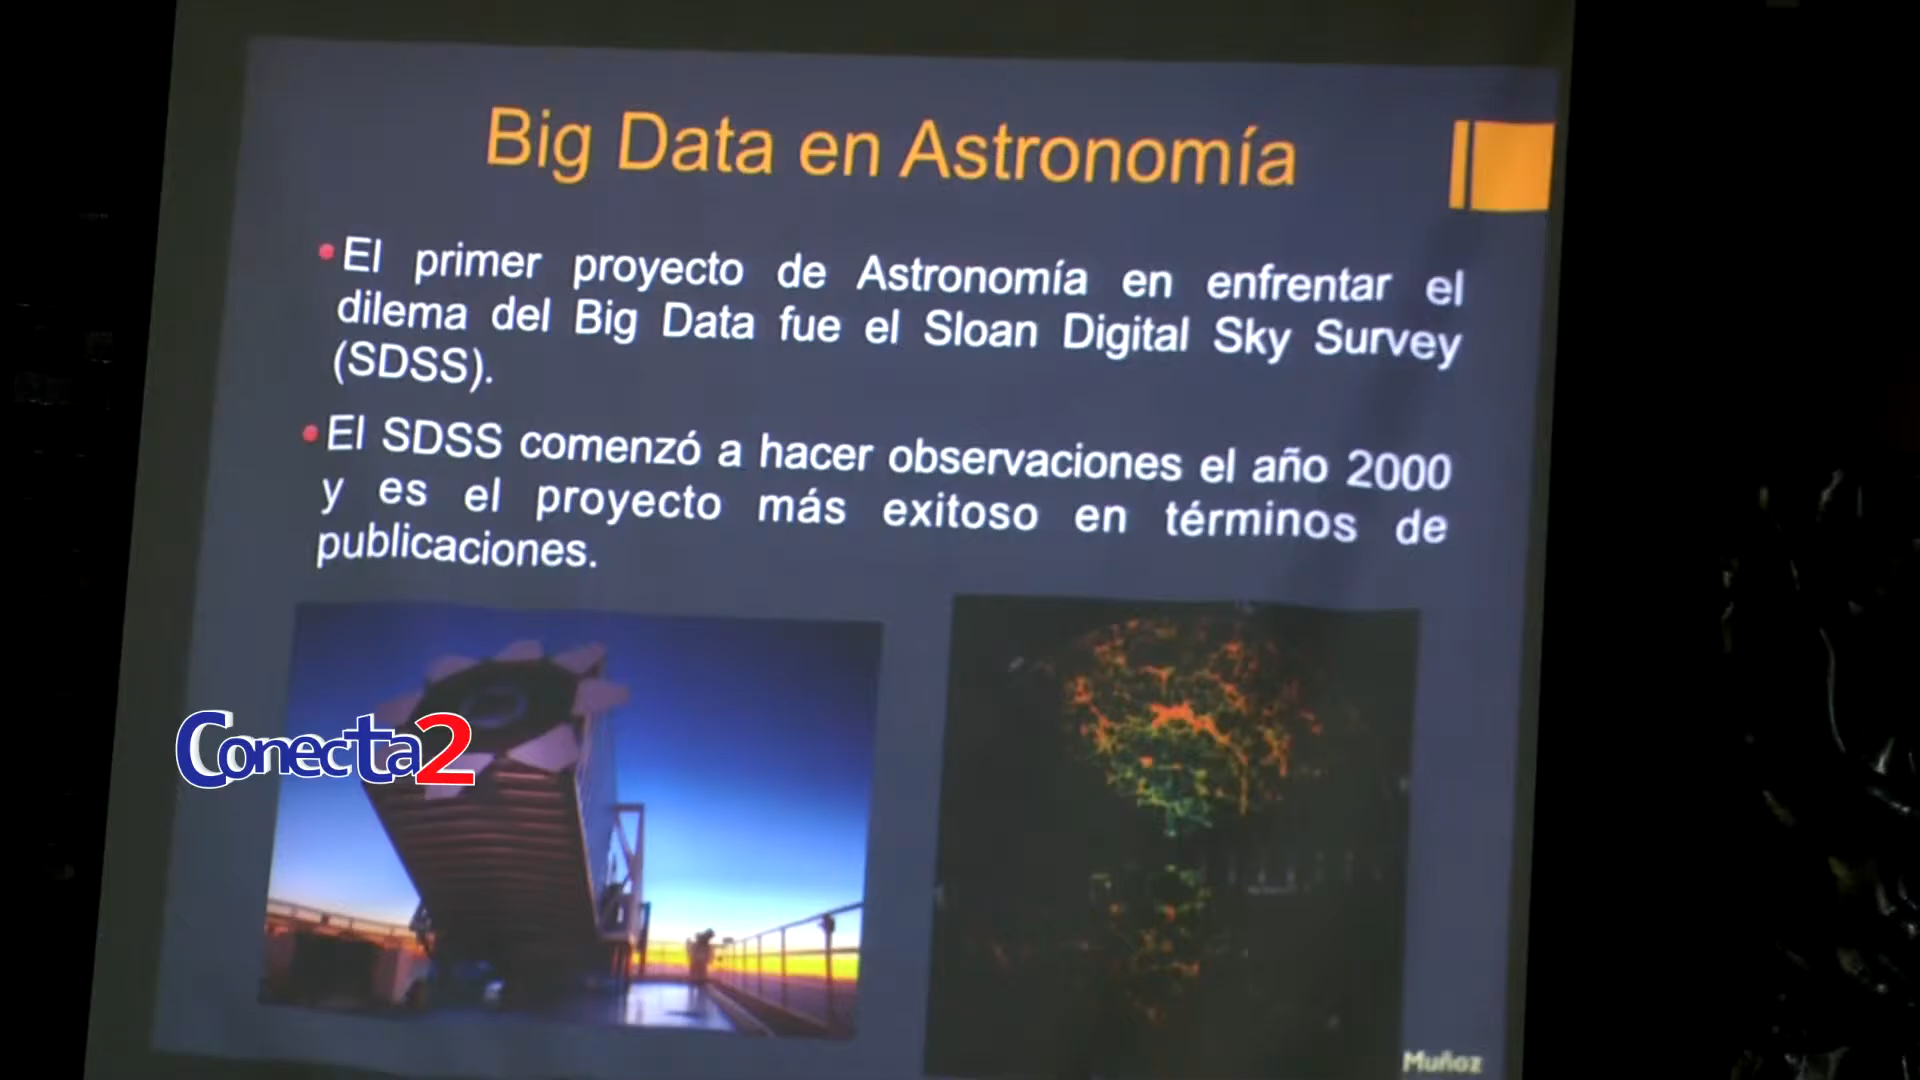 Big Data en Astronomía
•El primer proyecto de Astronomía en enfrentar el
dilema del Big Data fue el Sloan Digital Sky Survey
(SDSS).
•El SDSS comenzó a hacer observaciones el año 2000
y es el proyecto más exitoso en términos de
publicaciones.
Conecta2
Muñoz